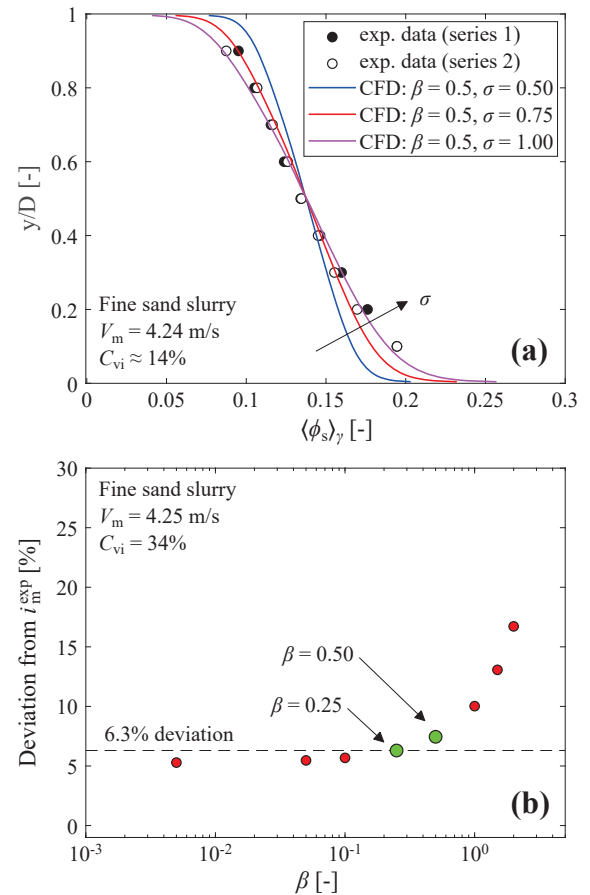 1
0.8
0.6
0.4
0.2
0
y/D [-]
exp. data (series 1)
exp. data (series 2)
CFD: β = 0.5, σ = 0.50
CFD: β = 0.5, σ = 0.75
CFD: β = 0.5, σ = 1.00
Fine sand slurry
V_m = 4.24 m/s
C_vi ≈ 14%
σ
(a)
0 0.05 0.1 0.15 0.2 0.25 0.3
⟨ϕ_s⟩_γ [-]
30
25
20
15
10
5
0
Deviation from i_m^exp [%]
Fine sand slurry
V_m = 4.25 m/s
C_vi = 34%
β = 0.50
β = 0.25
6.3% deviation
(b)
10^-3 10^-2 10^-1 10^0
β [-]